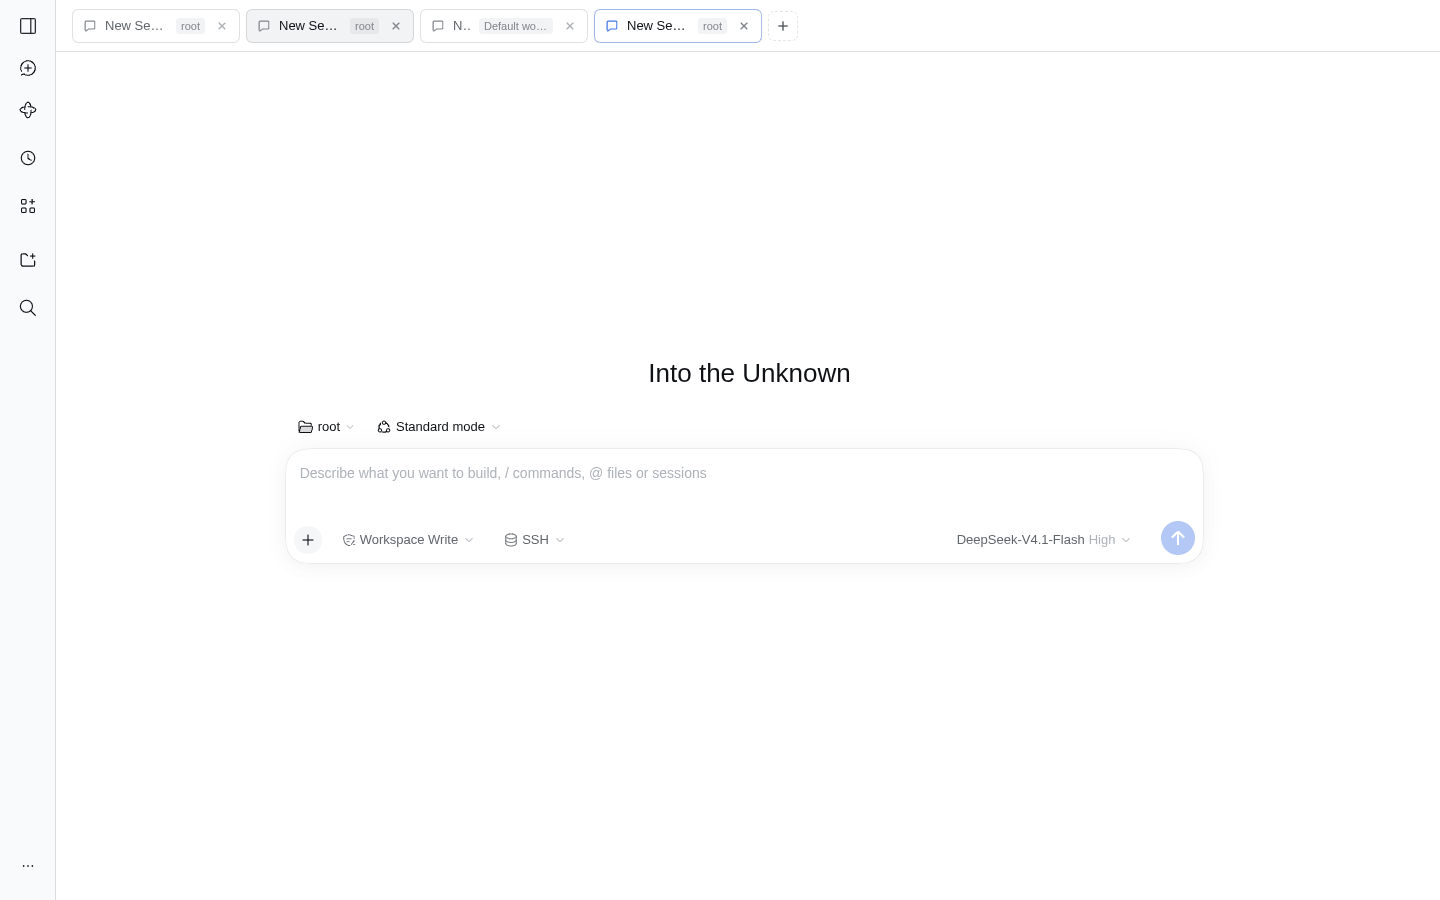 New Se... root
New Se... root
N.. Default wo...
New Se... root
Into the Unknown
root Standard mode
Describe what you want to build, / commands, @ files or sessions
Workspace Write SSH DeepSeek-V4.1-Flash High